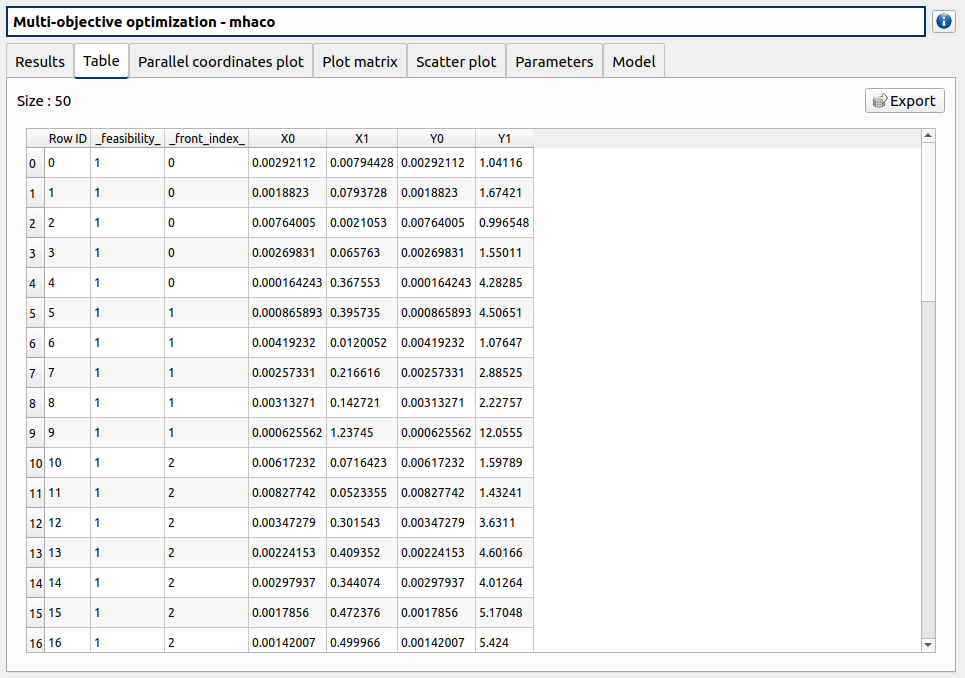 Multi-objective optimization - mhaco
Results Table Parallel coordinates plot Plot matrix Scatter plot Parameters Model
Size : 50 Export
Row ID _feasibility_ _front_index_ X0 X1 Y0 Y1
0 0 1 0 0.00292112 0.00794428 0.00292112 1.04116
1 1 1 0 0.0018823 0.0793728 0.0018823 1.67421
2 2 1 0 0.00764005 0.0021053 0.00764005 0.996548
3 3 1 0 0.00269831 0.065763 0.00269831 1.55011
4 4 1 0 0.000164243 0.367553 0.000164243 4.28285
5 5 1 1 0.000865893 0.395735 0.000865893 4.50651
6 6 1 1 0.00419232 0.0120052 0.00419232 1.07647
7 7 1 1 0.00257331 0.216616 0.00257331 2.88525
8 8 1 1 0.00313271 0.142721 0.00313271 2.22757
9 9 1 1 0.000625562 1.23745 0.000625562 12.0555
10 10 1 2 0.00617232 0.0716423 0.00617232 1.59789
11 11 1 2 0.00827742 0.0523355 0.00827742 1.43241
12 12 1 2 0.00347279 0.301543 0.00347279 3.6311
13 13 1 2 0.00224153 0.409352 0.00224153 4.60166
14 14 1 2 0.00297937 0.344074 0.00297937 4.01264
15 15 1 2 0.0017856 0.472376 0.0017856 5.17048
16 16 1 2 0.00142007 0.499966 0.00142007 5.424